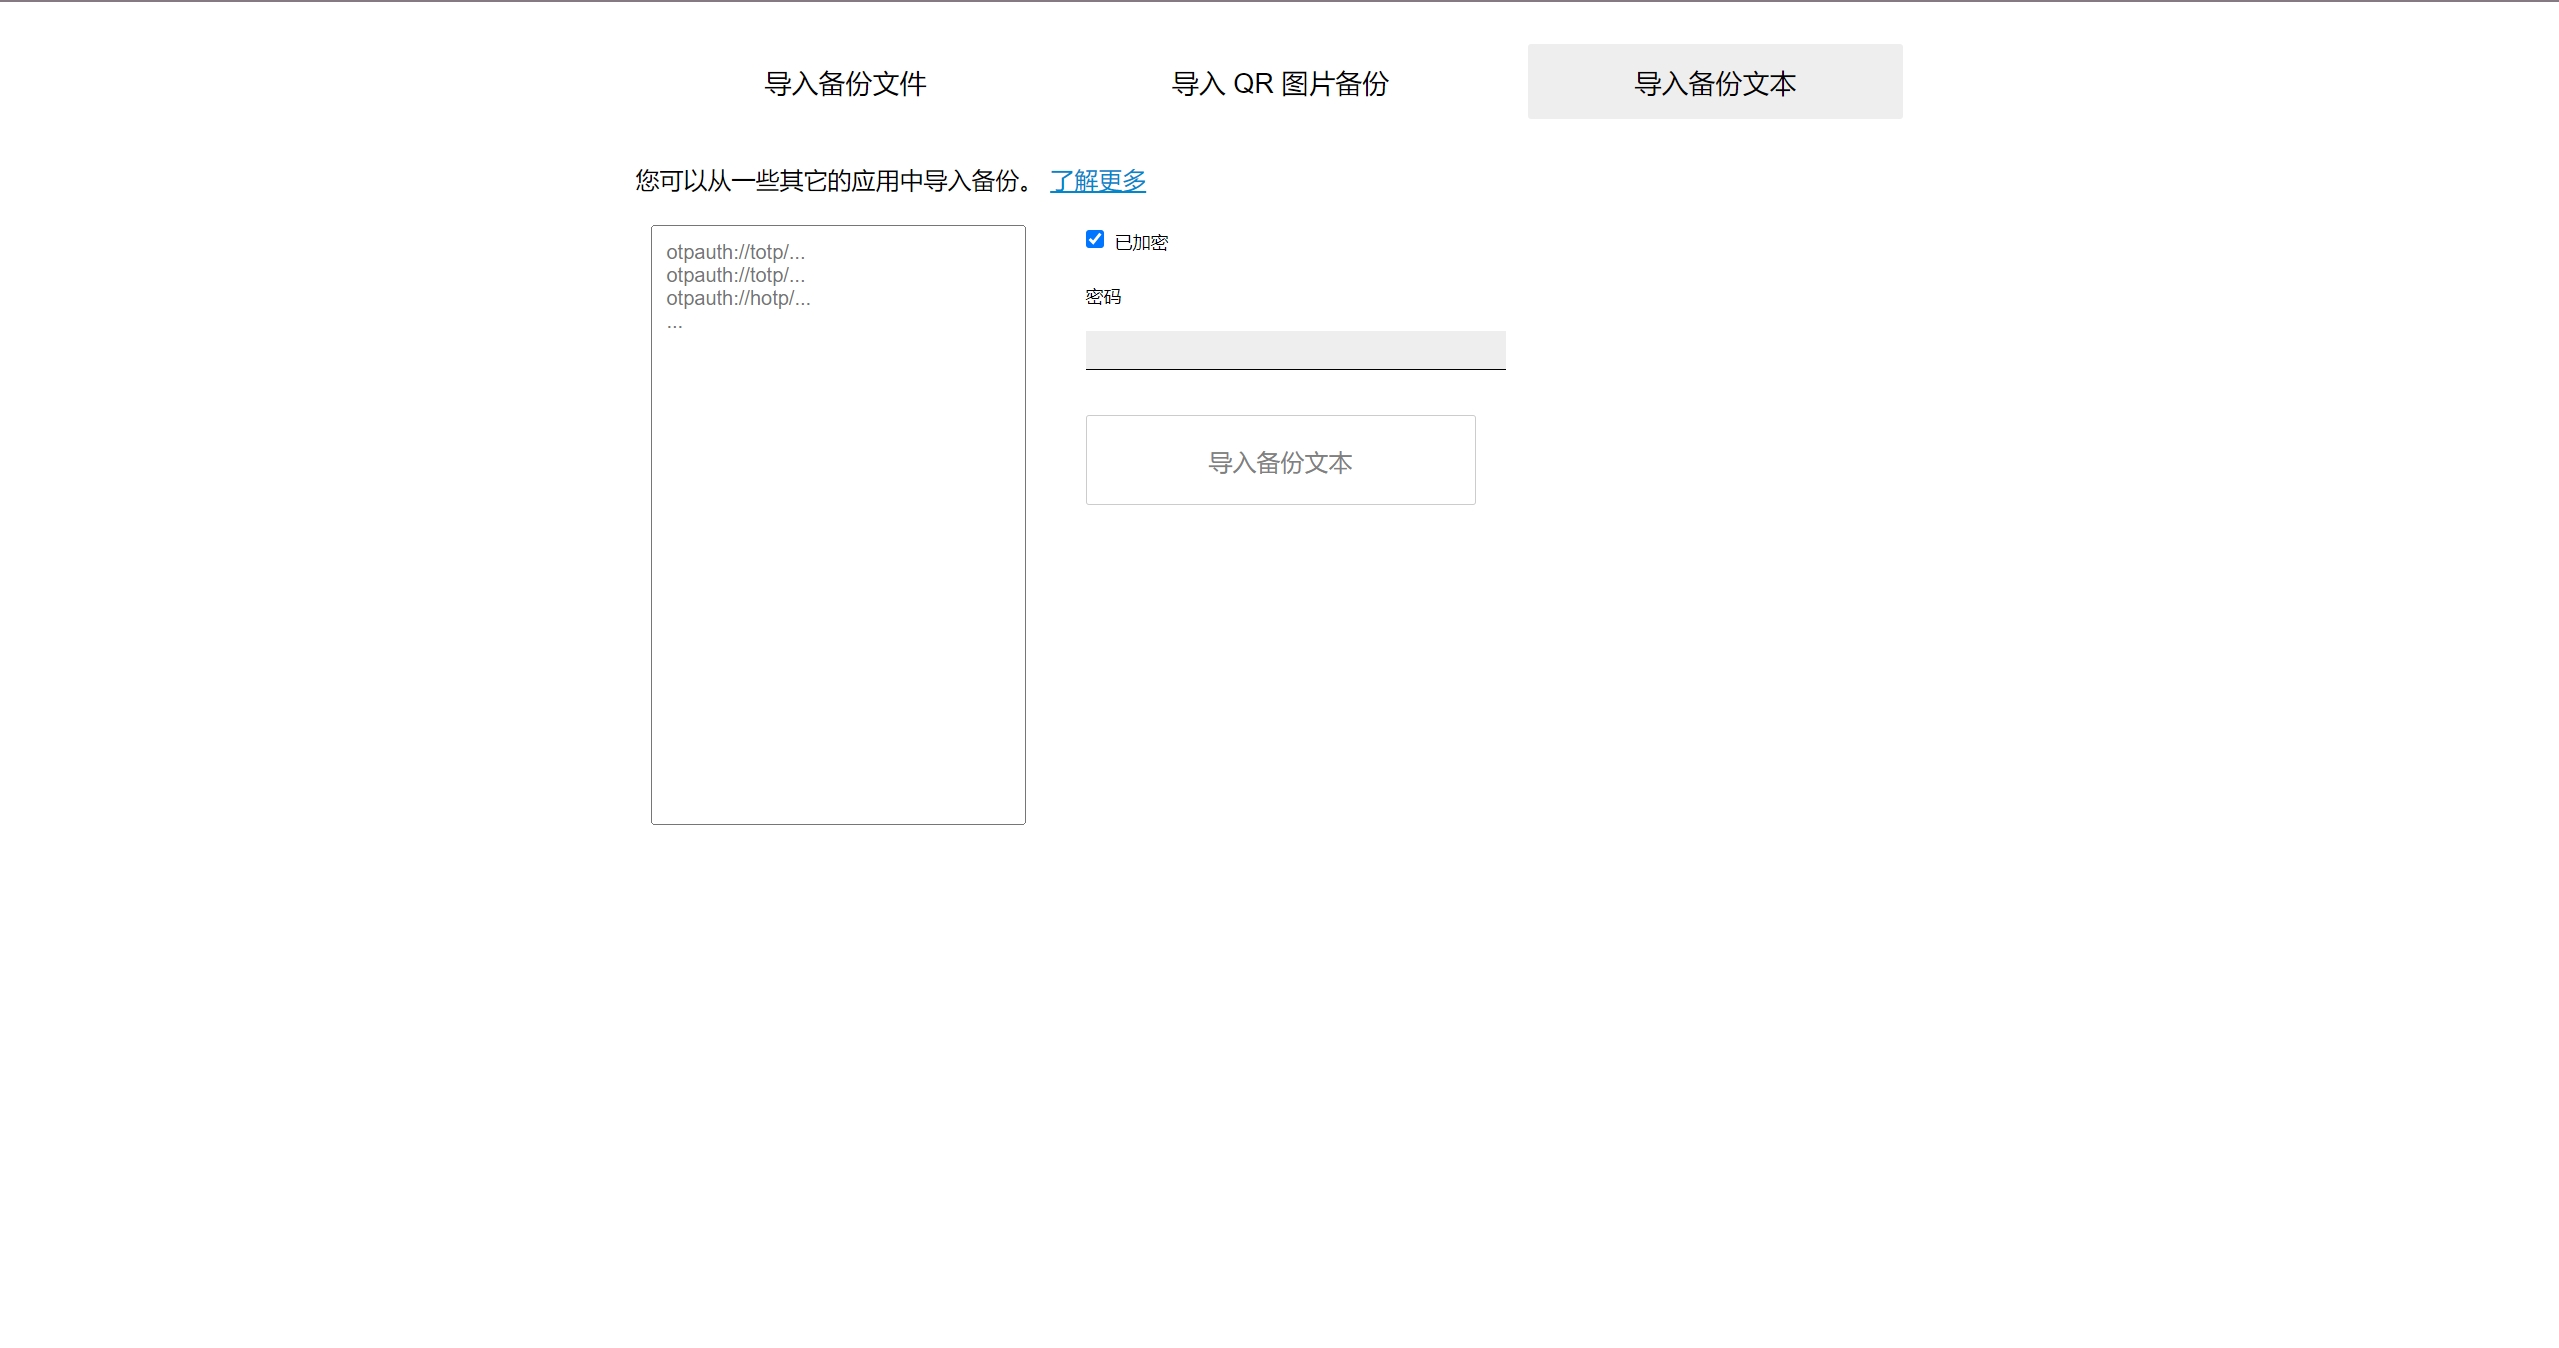 导入备份文件
导入 QR 图片备份
导入备份文本
您可以从一些其它的应用中导入备份。 了解更多
otpauth://totp/...
otpauth://totp/...
otpauth://hotp/...
...
已加密
密码
导入备份文本